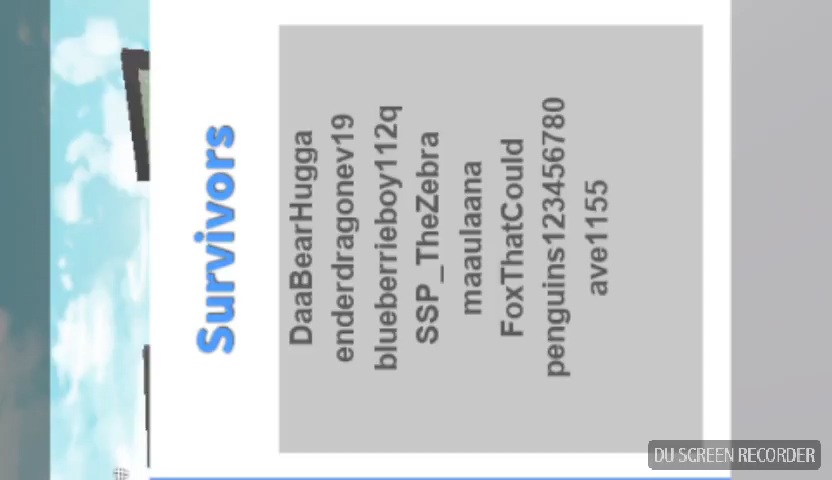 Survivors
DaaBearHugga
enderdragonev19
blueberrieboy112q
SSP_TheZebra
maaulaana
FoxThatCould
penguins123456780
ave1155
DU SCREEN RECORDER